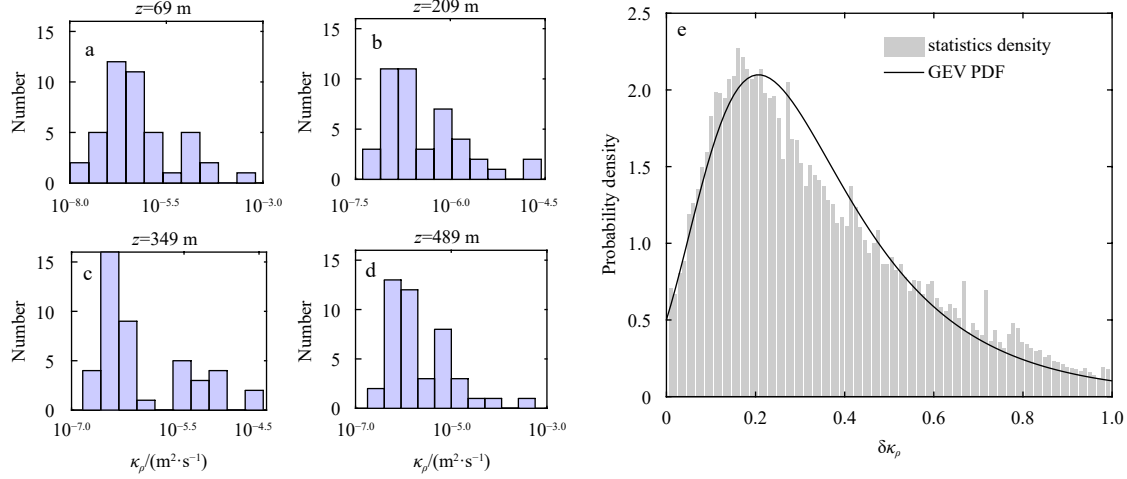 z=69 m
15
10
5
0
Number
a
10⁻⁸·⁰
10⁻⁵·⁵
10⁻³·⁰
z=209 m
15
10
5
0
Number
b
10⁻⁷·⁵
10⁻⁶·⁰
10⁻⁴·⁵
z=349 m
15
10
5
0
Number
c
10⁻⁷·⁰
10⁻⁵·⁵
10⁻⁴·⁵
κρ/(m²·s⁻¹)
z=489 m
15
10
5
0
Number
d
10⁻⁷·⁰
10⁻⁵·⁰
10⁻³·⁰
κρ/(m²·s⁻¹)
e
statistics density
GEV PDF
2.5
2.0
1.5
1.0
0.5
0
Probability density
0
0.2
0.4
0.6
0.8
1.0
δκρ